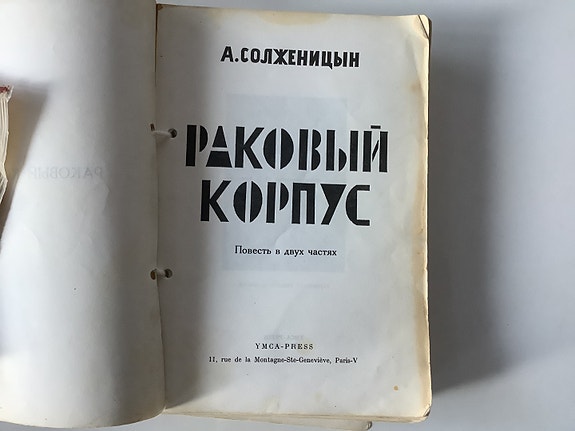 А. СОЛЖЕНИЦЫН
РАКОВЫЙ
КОРПУС
Повесть в двух частях
YMCA-PRESS
11, rue de la Montagne-Ste-Geneviève, Paris-V